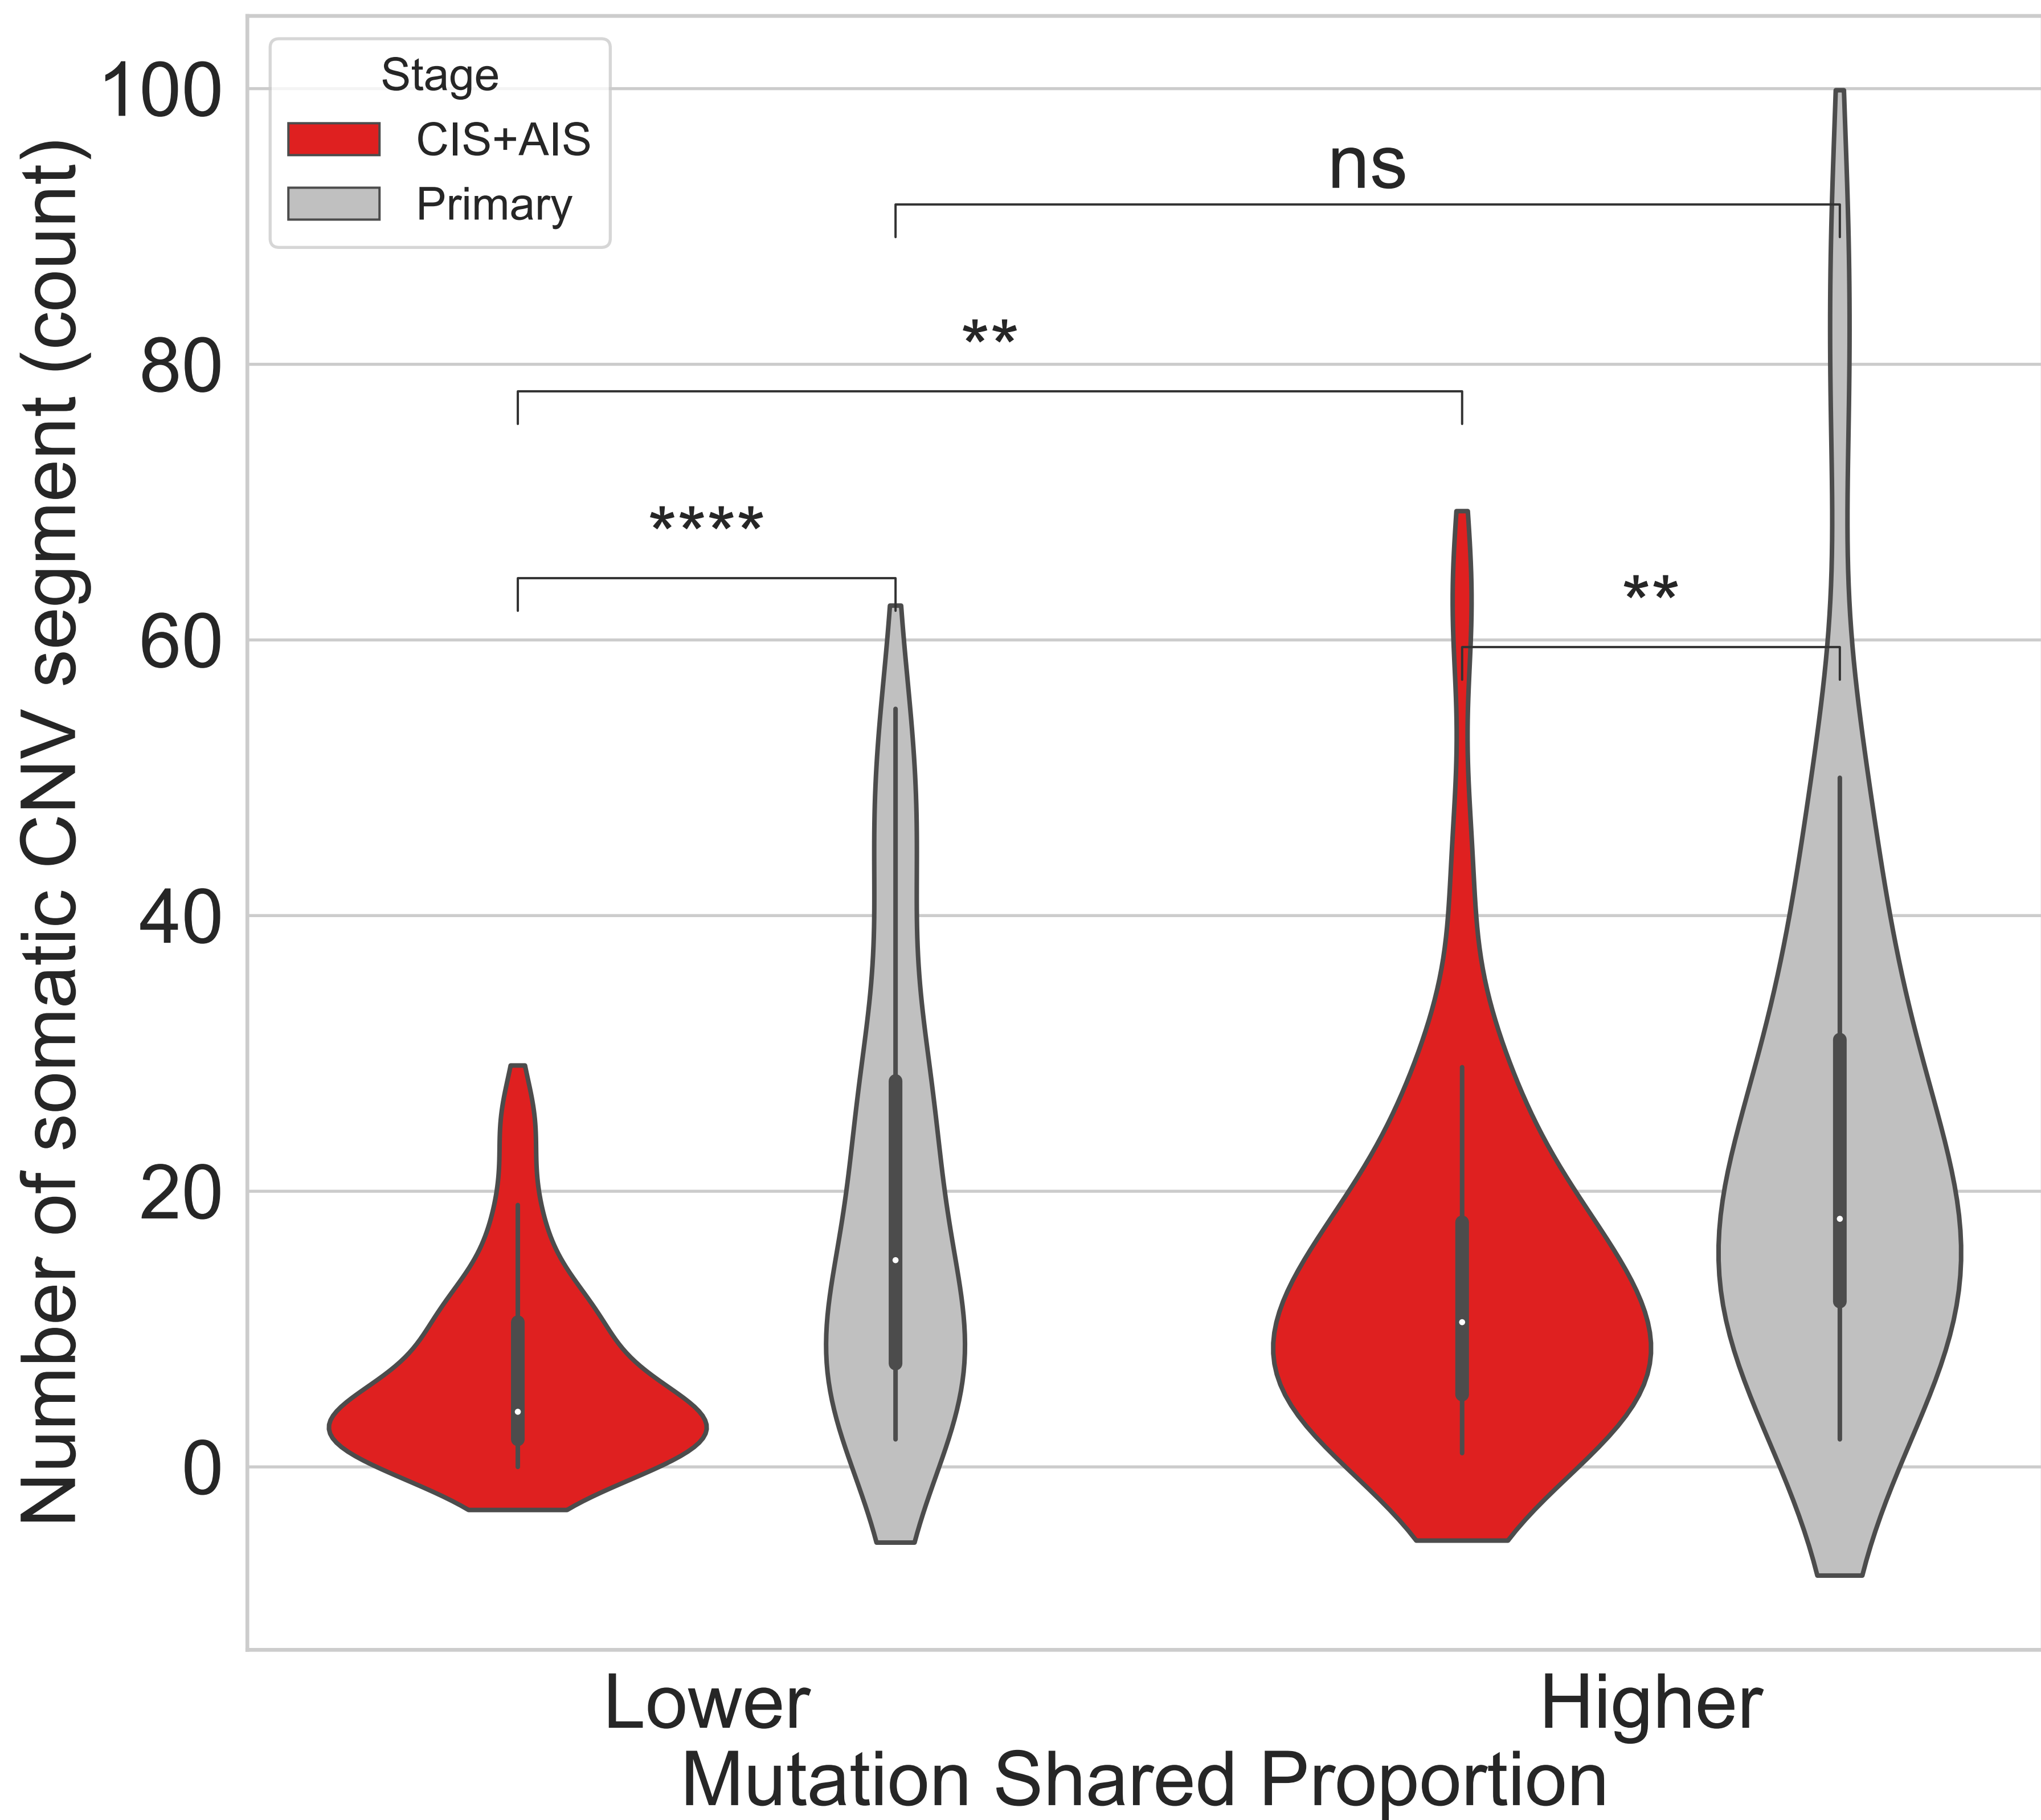 Number of somatic CNV segment (count)
100
80
60
40
20
0
Stage
CIS+AIS
Primary
ns
**
****
**
Lower
Higher
Mutation Shared Proportion